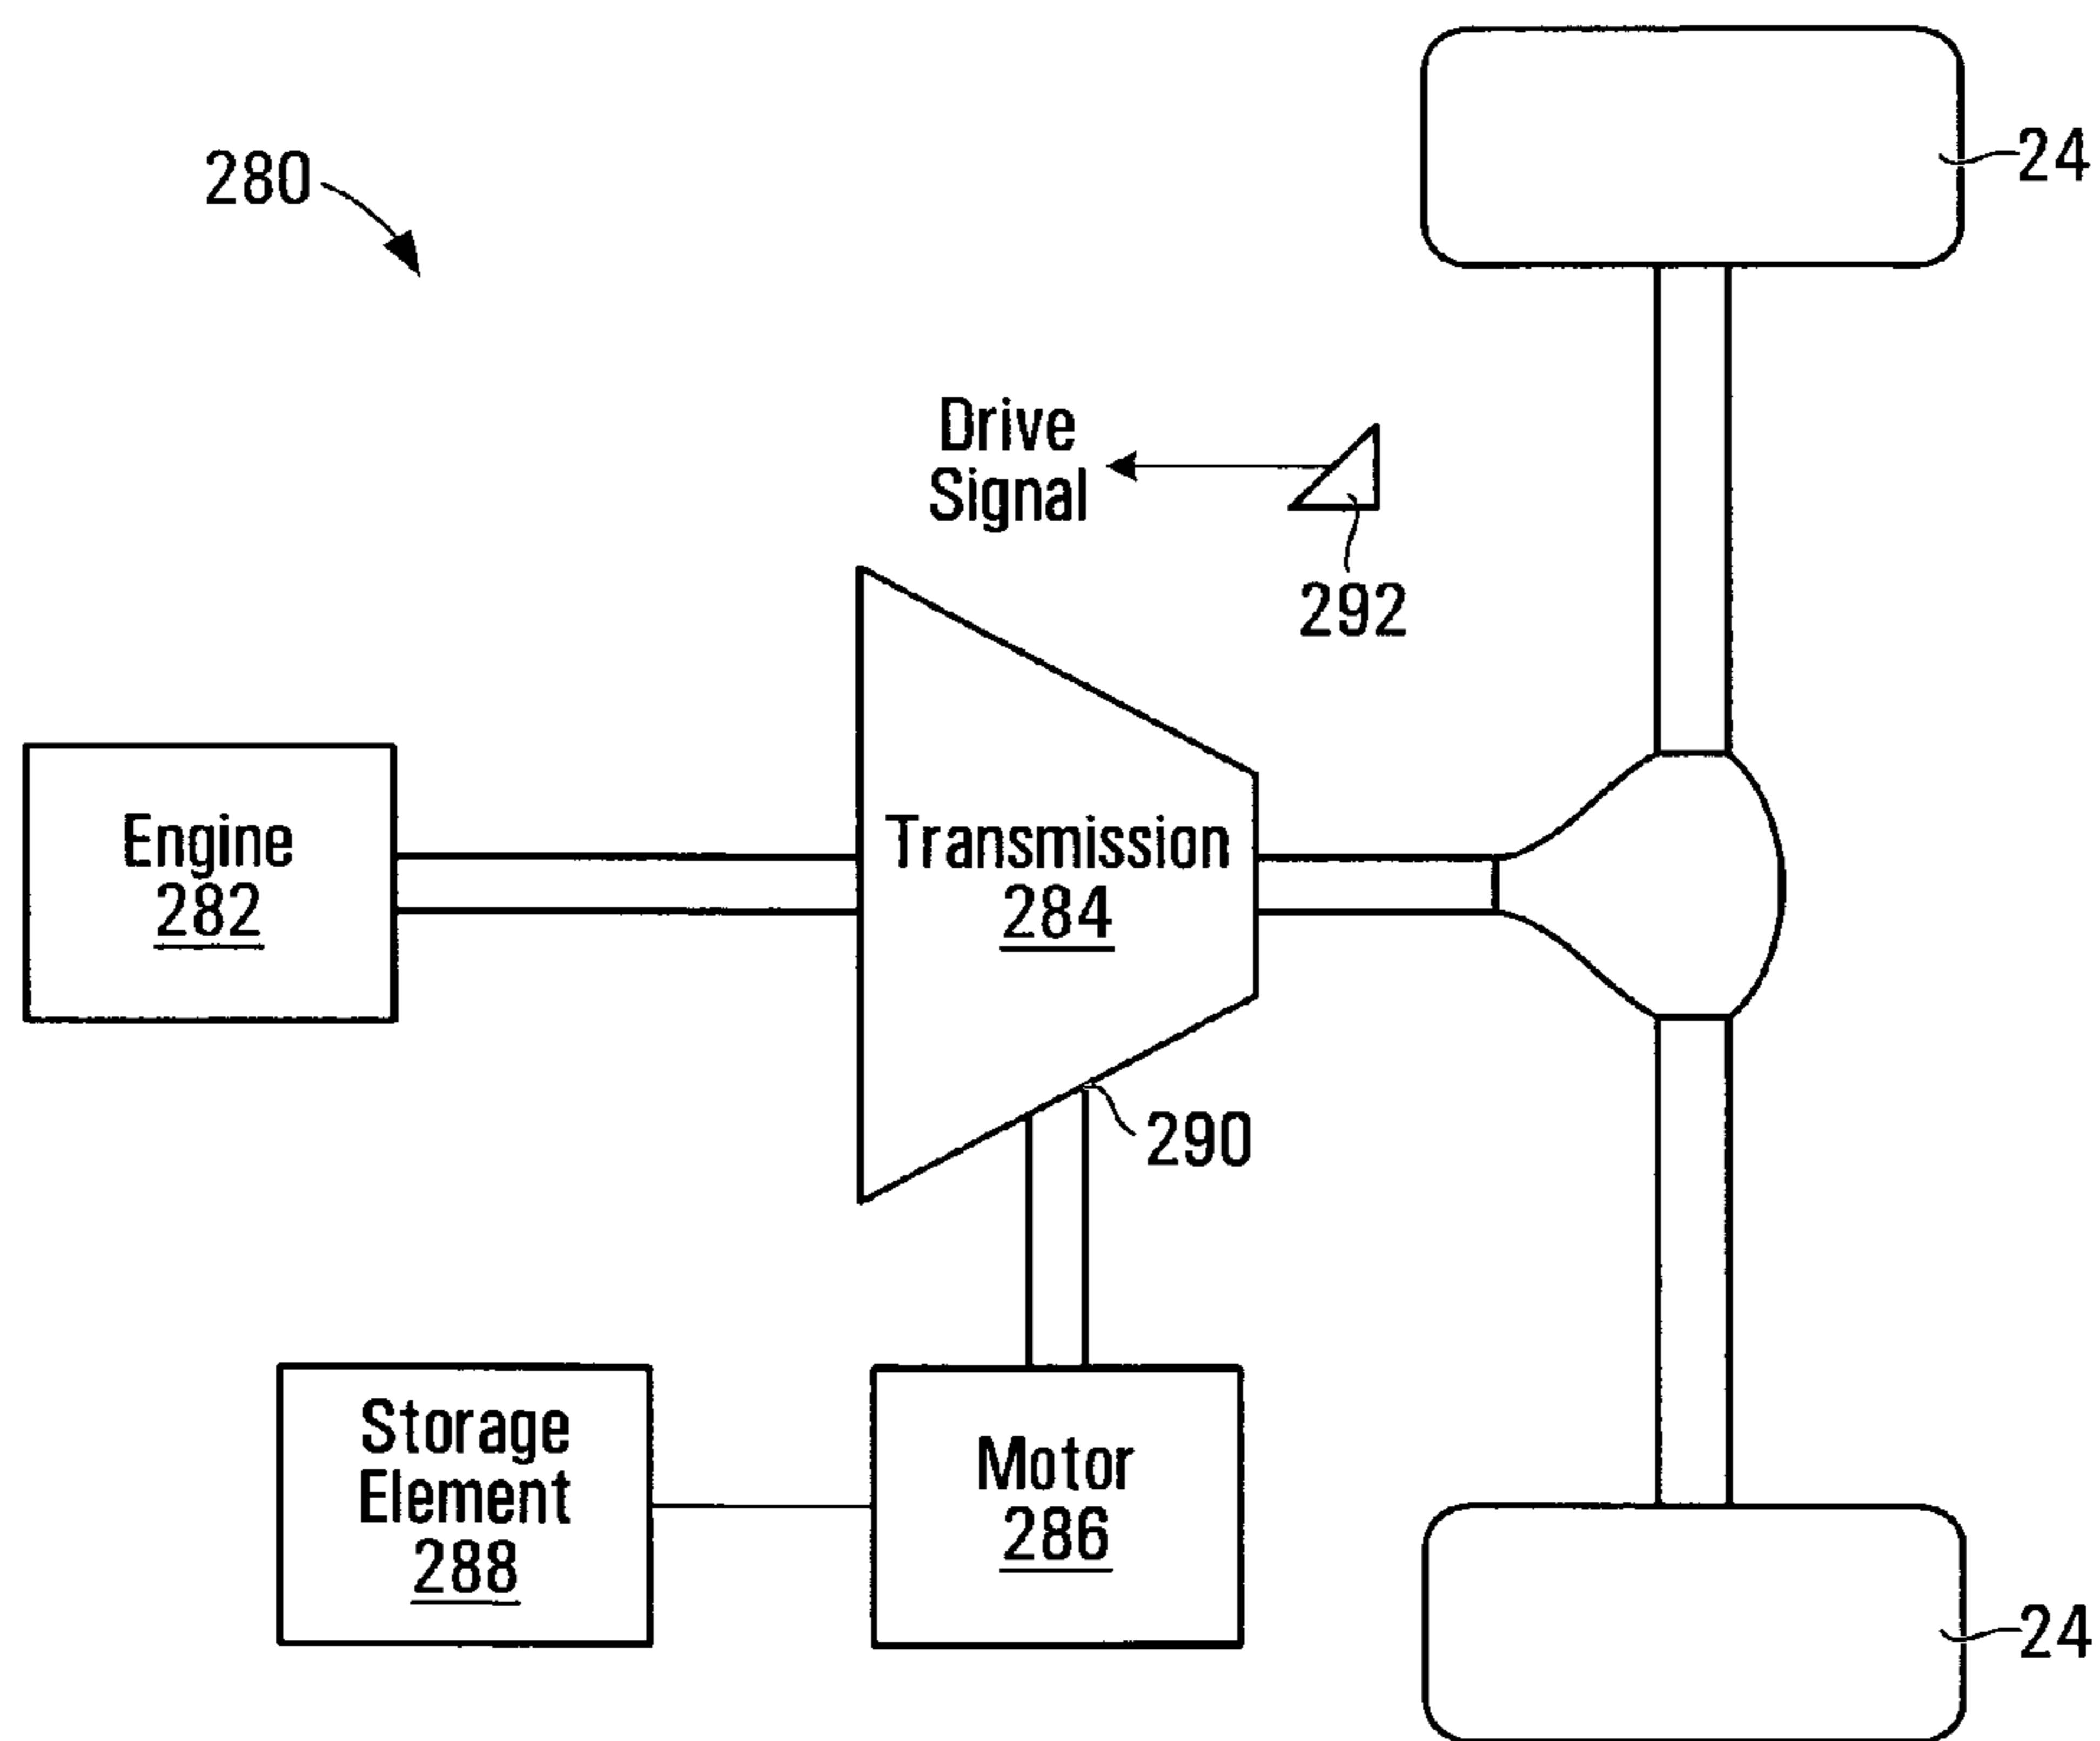 24
280
Drive
Signal
292
Engine
282
Transmission
284
290
Storage
Element
288
Motor
286
24